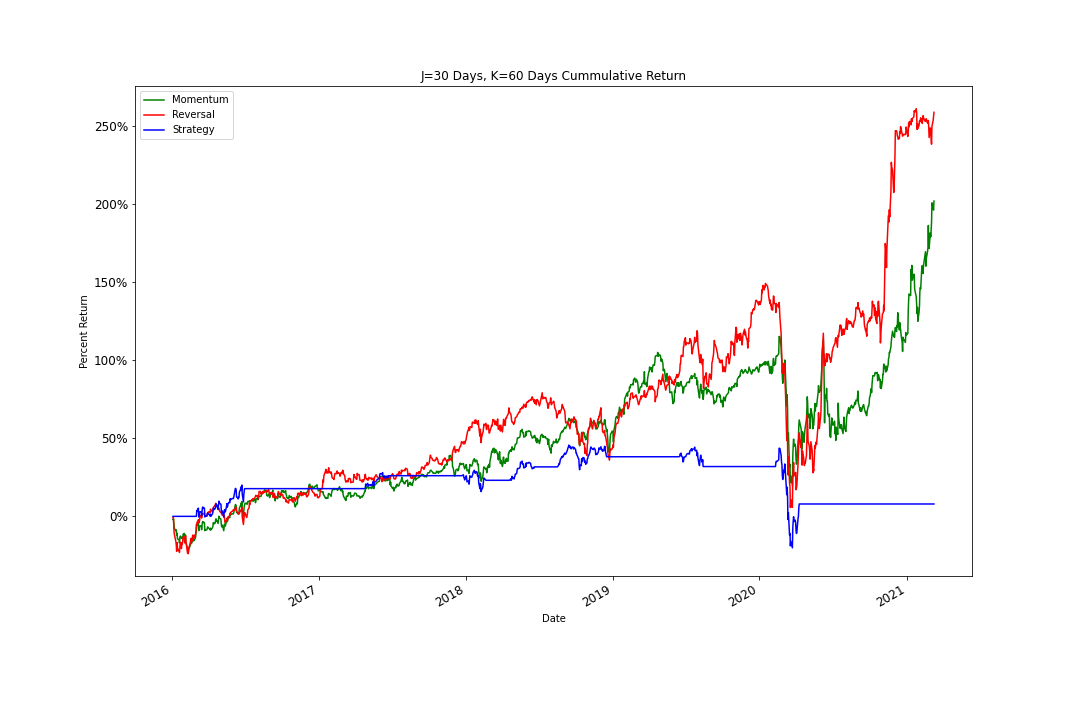 J=30 Days, K=60 Days Cummulative Return
Momentum
Reversal
Strategy
250%
200%
150%
100%
50%
0%
Percent Return
2016
2017
2018
2019
2020
2021
Date